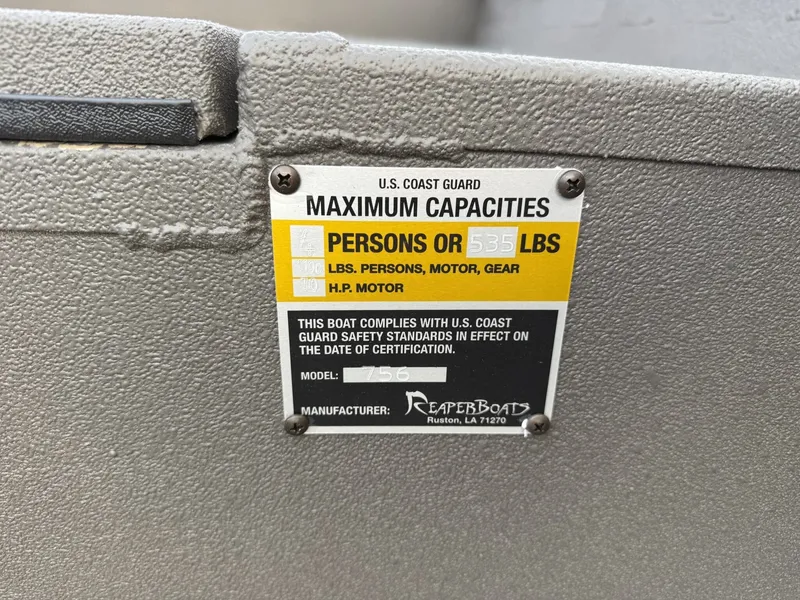 U.S. COAST GUARD
MAXIMUM CAPACITIES
PERSONS OR 535 LBS
LBS. PERSONS, MOTOR, GEAR
H.P. MOTOR
THIS BOAT COMPLIES WITH U.S. COAST
GUARD SAFETY STANDARDS IN EFFECT ON
THE DATE OF CERTIFICATION.
MODEL: 756
MANUFACTURER: REAPERBOATS
Ruston, LA 71270